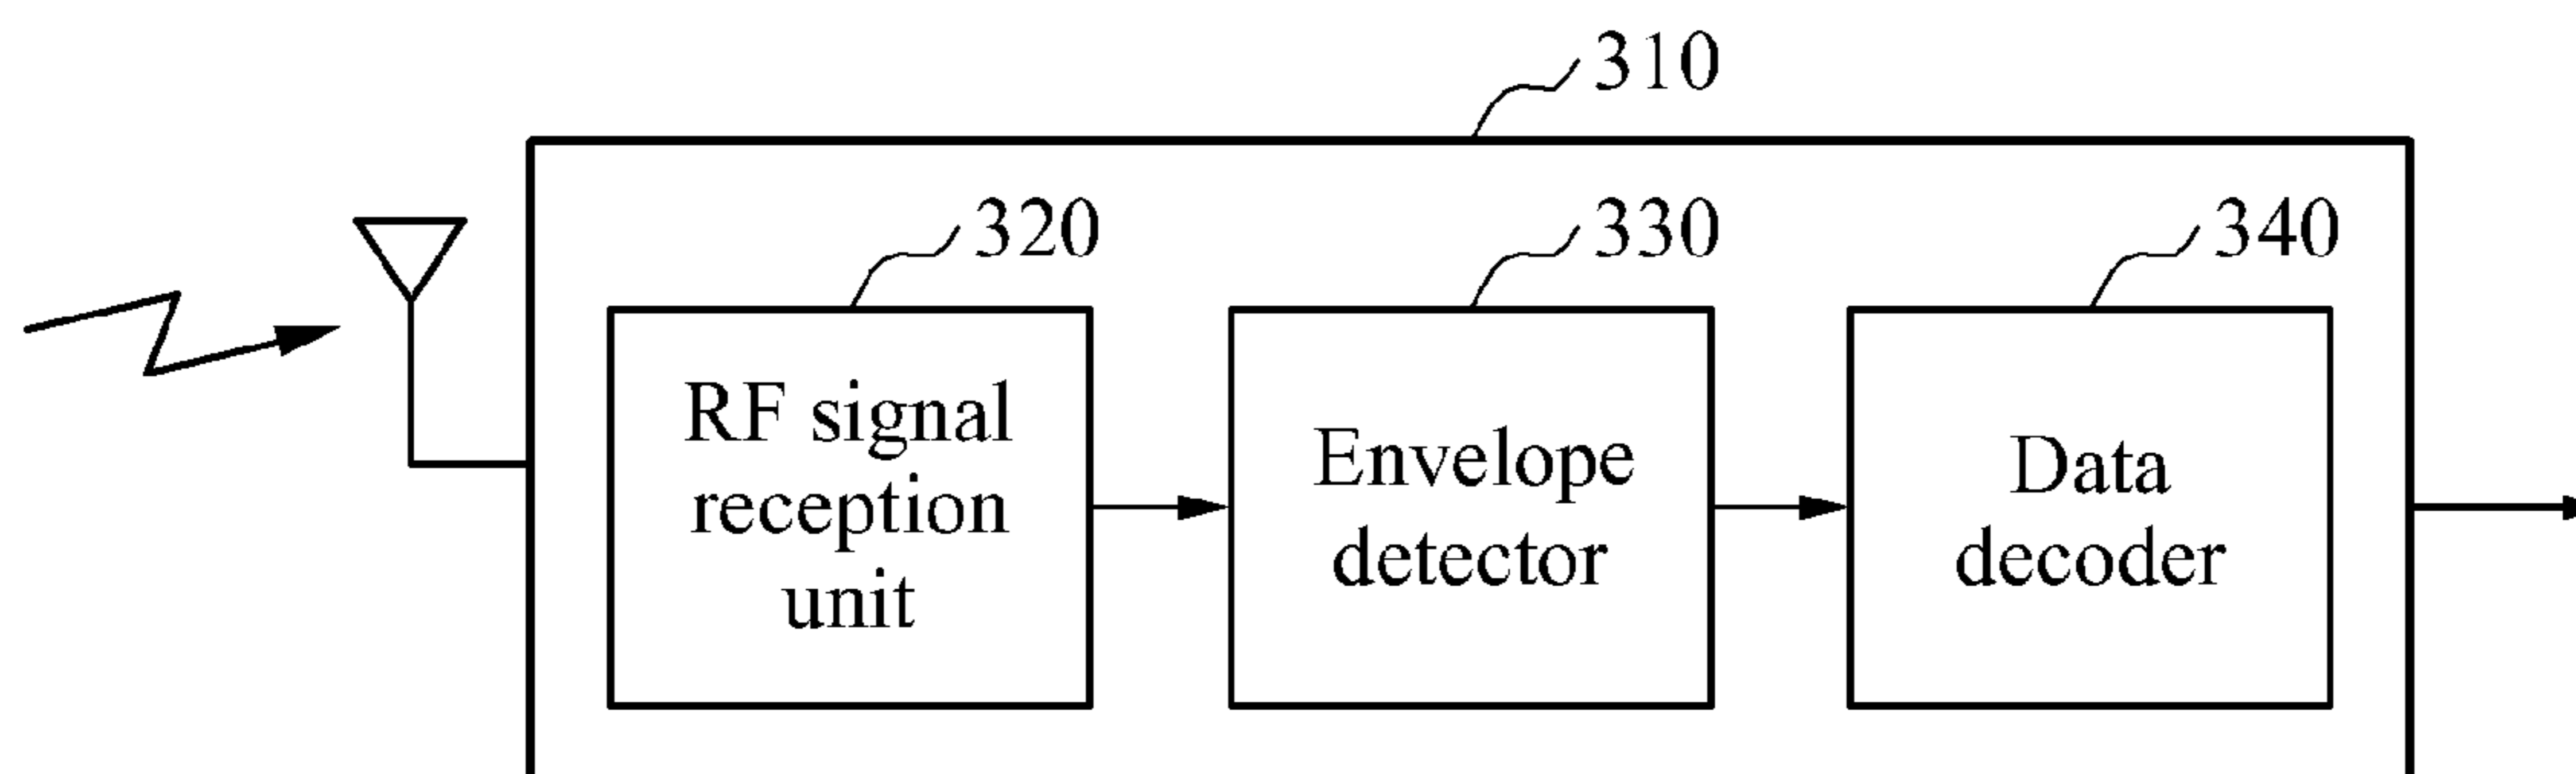 310
320
330
340
RF signal
reception
unit
Envelope
detector
Data
decoder